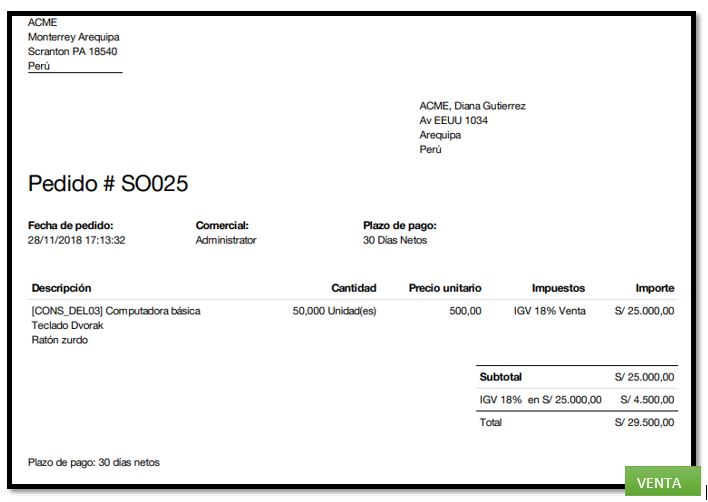 ACME
Monterrey Arequipa
Scranton PA 18540
Perú
ACME, Diana Gutierrez
Av EEUU 1034
Arequipa
Perú
Pedido # SO025
Fecha de pedido: Comercial: Plazo de pago:
28/11/2018 17:13:32 Administrator 30 Días Netos
Descripción Cantidad Precio unitario Impuestos Importe
[CONS_DEL03] Computadora básica 50,000 Unidad(es) 500,00 IGV 18% Venta S/ 25.000,00
Teclado Dvorak
Ratón zurdo
Subtotal S/ 25.000,00
IGV 18% en S/ 25.000,00 S/ 4.500,00
Total S/ 29.500,00
Plazo de pago: 30 días netos
VENTA